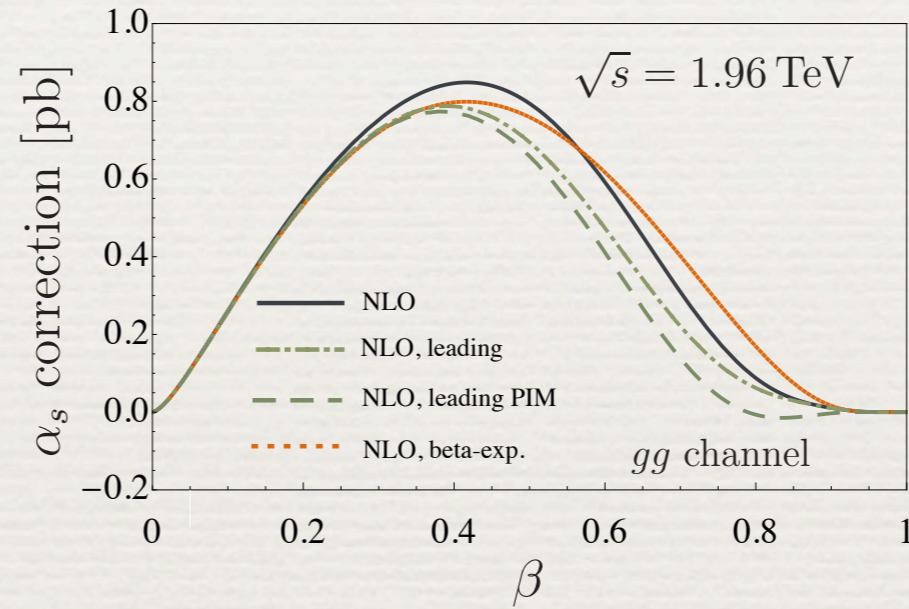 1.0
√s = 1.96 TeV
0.8
0.6
0.4
0.2
0.0
−0.2
αs correction [pb]
NLO
NLO, leading
NLO, leading PIM
NLO, beta-exp.
gg channel
0 0.2 0.4 0.6 0.8 1
β